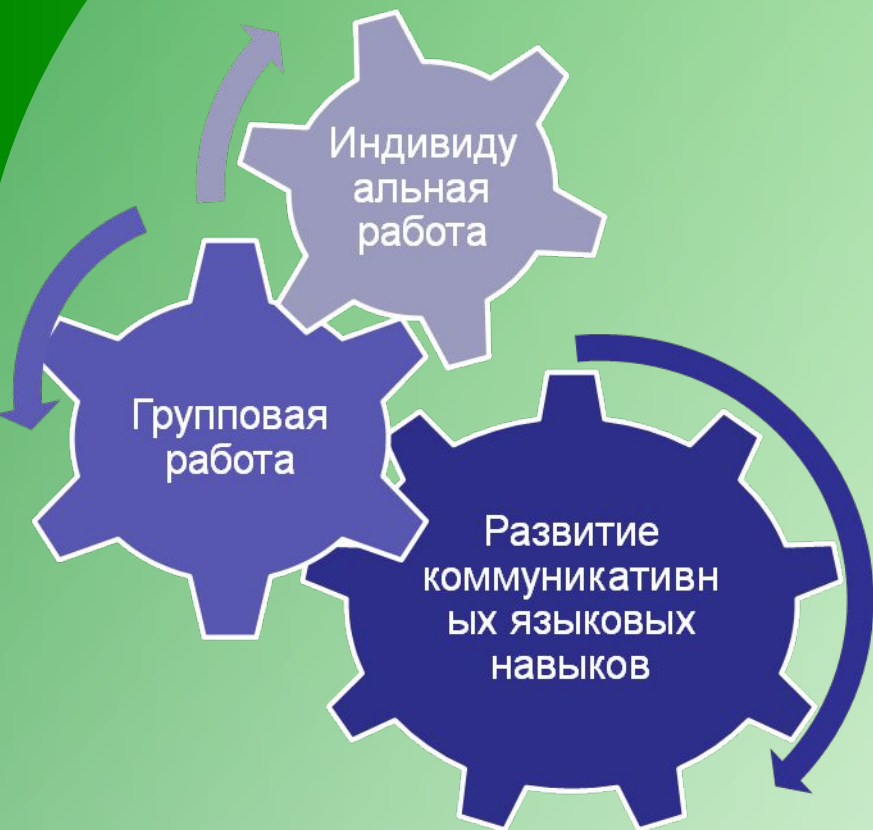 Индивиду
альная
работа
Групповая
работа
Развитие
коммуникативн
ых языковых
навыков